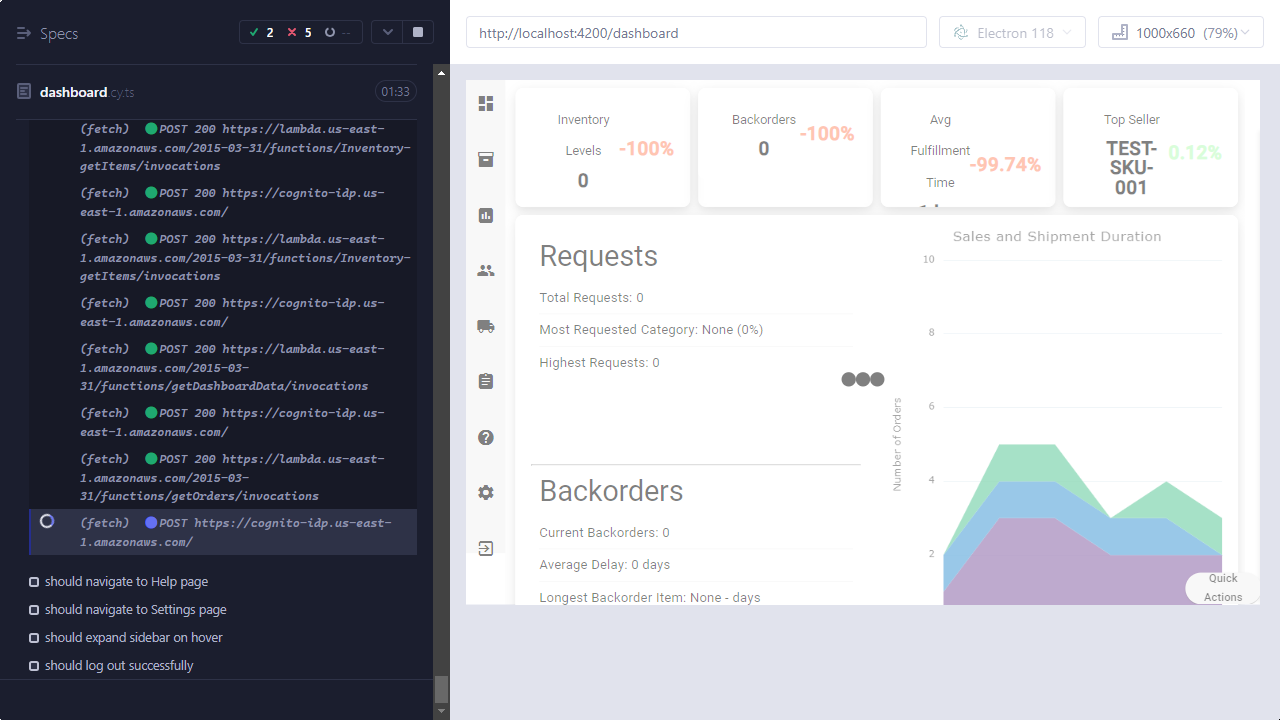 Specs
2
5
--
dashboard.cy.ts
01:33
(fetch) POST 200 https://lambda.us-east-
1.amazonaws.com/2015-03-31/functions/Inventory-
getItems/invocations
(fetch) POST 200 https://cognito-idp.us-
east-1.amazonaws.com/
(fetch) POST 200 https://lambda.us-east-
1.amazonaws.com/2015-03-31/functions/Inventory-
getItems/invocations
(fetch) POST 200 https://cognito-idp.us-
east-1.amazonaws.com/
(fetch) POST 200 https://lambda.us-east-
1.amazonaws.com/2015-03-
31/functions/getDashboardData/invocations
(fetch) POST 200 https://cognito-idp.us-
east-1.amazonaws.com/
(fetch) POST 200 https://lambda.us-east-
1.amazonaws.com/2015-03-
31/functions/getOrders/invocations
(fetch) POST https://cognito-idp.us-east-
1.amazonaws.com/
should navigate to Help page
should navigate to Settings page
should expand sidebar on hover
should log out successfully
http://localhost:4200/dashboard
Electron 118
1000x660 (79%)
Inventory
Levels
0
-100%
Backorders
0
-100%
Avg
Fulfillment
Time
-99.74%
Top Seller
TEST-
SKU-
001
0.12%
Requests
Total Requests: 0
Most Requested Category: None (0%)
Highest Requests: 0
Backorders
Current Backorders: 0
Average Delay: 0 days
Longest Backorder Item: None - days
Sales and Shipment Duration
Number of Orders
10
8
6
4
2
Quick
Actions